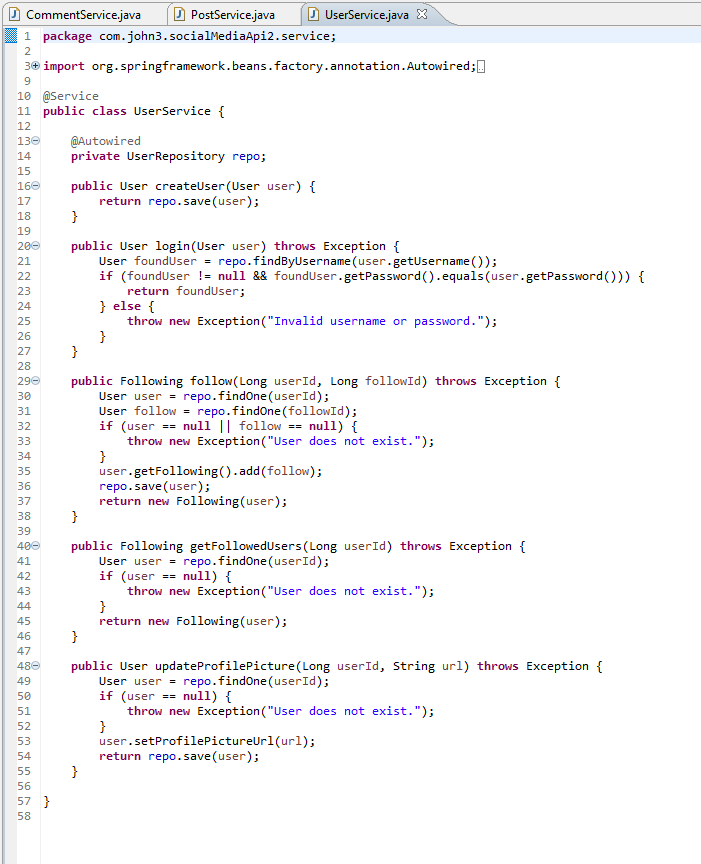 CommentService.java PostService.java UserService.java
1 package com.john3.socialMediaApi2.service;
2
3 import org.springframework.beans.factory.annotation.Autowired;
9
10 @Service
11 public class UserService {
12
13 @Autowired
14 private UserRepository repo;
15
16 public User createUser(User user) {
17 return repo.save(user);
18 }
19
20 public User login(User user) throws Exception {
21 User foundUser = repo.findByUsername(user.getUsername());
22 if (foundUser != null && foundUser.getPassword().equals(user.getPassword())) {
23 return foundUser;
24 } else {
25 throw new Exception("Invalid username or password.");
26 }
27 }
28
29 public Following follow(Long userId, Long followId) throws Exception {
30 User user = repo.findOne(userId);
31 User follow = repo.findOne(followId);
32 if (user == null || follow == null) {
33 throw new Exception("User does not exist.");
34 }
35 user.getFollowing().add(follow);
36 repo.save(user);
37 return new Following(user);
38 }
39
40 public Following getFollowedUsers(Long userId) throws Exception {
41 User user = repo.findOne(userId);
42 if (user == null) {
43 throw new Exception("User does not exist.");
44 }
45 return new Following(user);
46 }
47
48 public User updateProfilePicture(Long userId, String url) throws Exception {
49 User user = repo.findOne(userId);
50 if (user == null) {
51 throw new Exception("User does not exist.");
52 }
53 user.setProfilePictureUrl(url);
54 return repo.save(user);
55 }
56
57 }
58